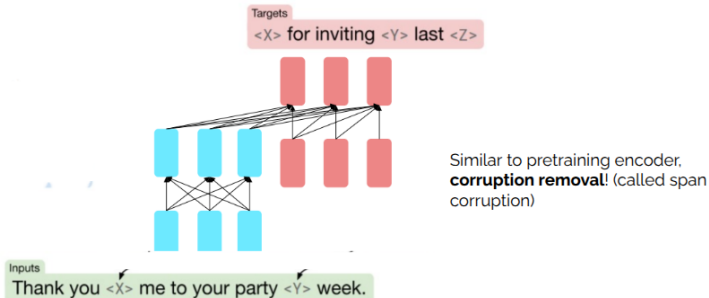 Targets
<X> for inviting <Y> last <Z>
Similar to pretraining encoder,
corruption removal! (called span
corruption)
Inputs
Thank you <X> me to your party <Y> week.